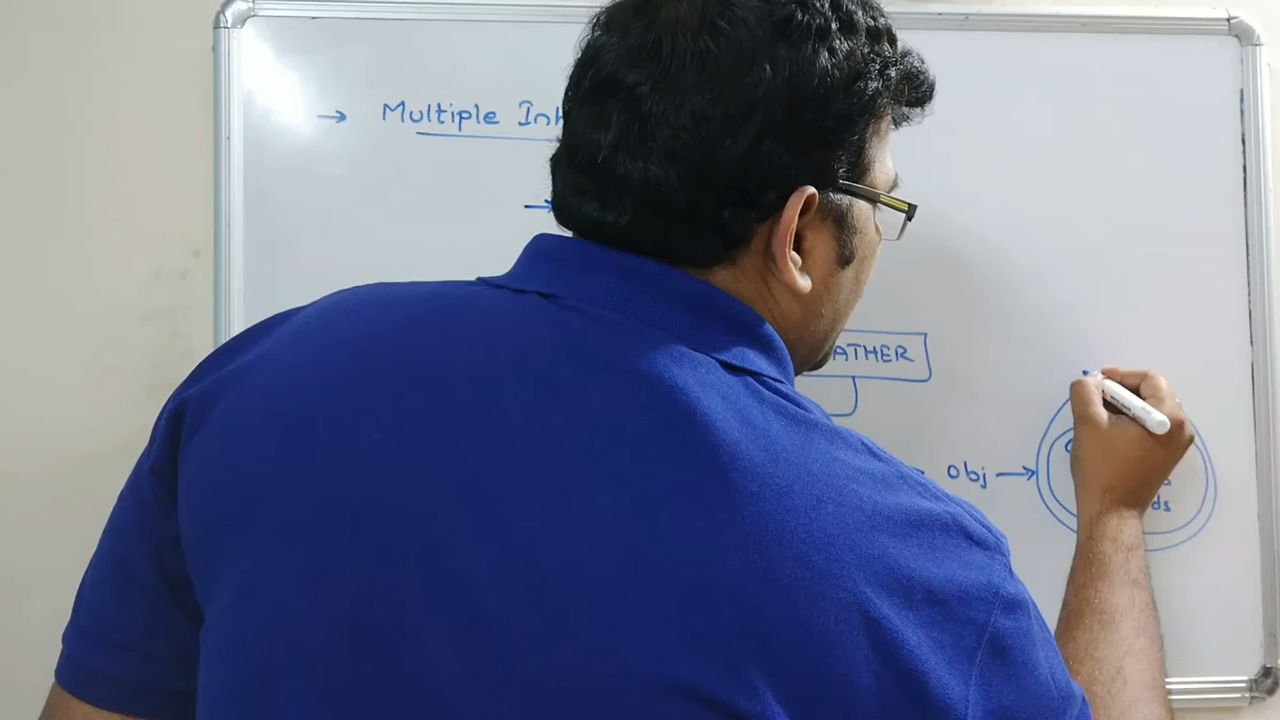 → Multiple Inh
→
ATHER
obj →
ds